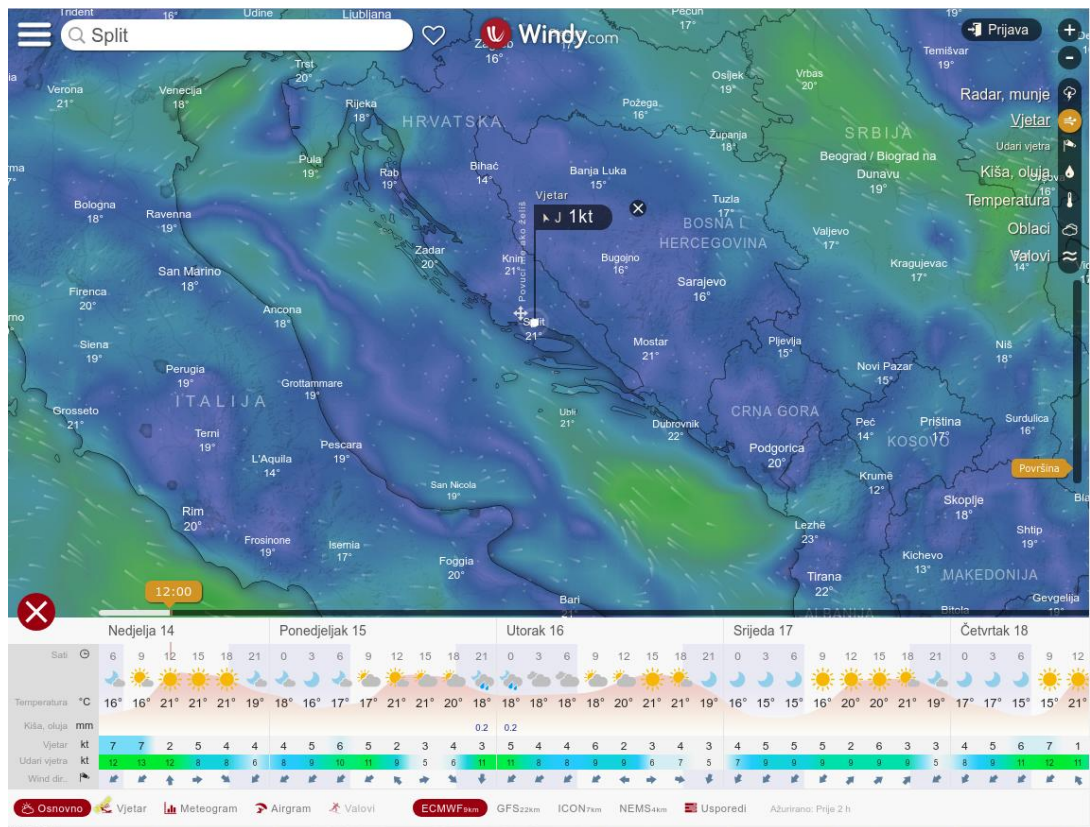 Split
Windy.com
Prijava
Radar, munje
Vjetar
Udari vjetra
Kiša, oluja
Temperatura
Oblaci
Valovi
Površina
Trident
16°
Udine
Ljubljana
Pečuh
17°
19°
Temišvar
19°
16°
17°
Trst
20°
Osijek
19°
Vrbas
20°
Verona
21°
Venecija
18°
Rijeka
18°
HRVATSKA
Požega
16°
Županja
18°
SRBIJA
Beograd / Biograd na
Dunavu
19°
Pula
19°
Rab
19°
Bihać
14°
Banja Luka
15°
Bologna
18°
Ravenna
19°
Vjetar
J 1kt
Povuci me ako želiš
Tuzla
17°
BOSNA I
HERCEGOVINA
Valjevo
17°
Zadar
20°
Knin
21°
Bugojno
16°
Kragujevac
17°
14°
San Marino
18°
Sarajevo
16°
Firenca
20°
Ancona
18°
Split
21°
Siena
19°
Mostar
21°
Pljevlja
15°
Niš
18°
Perugia
19°
Novi Pazar
15°
Grottammare
19°
ITALIJA
Grosseto
21°
Ubli
21°
CRNA GORA
Dubrovnik
22°
Peć
14°
Priština
17°
KOSOVO
Surdulica
16°
Terni
19°
Pescara
19°
L'Aquila
14°
Podgorica
20°
Krumë
12°
San Nicola
19°
Skoplje
18°
Rim
20°
Frosinone
19°
Isernia
17°
Lezhë
23°
Shtip
19°
Foggia
20°
Kichevo
13°
Tirana
22°
MAKEDONIJA
Bari
21°
ALBANIJA
Bitola
Gevgelija
19°
12:00
Nedjelja 14 Ponedjeljak 15 Utorak 16 Srijeda 17 Četvrtak 18
Sati 6 9 12 15 18 21 0 3 6 9 12 15 18 21 0 3 6 9 12 15 18 21 0 3 6 9 12 15 18 21 0 3 6 9 12
Temperatura °C 16° 16° 21° 21° 21° 19° 18° 16° 17° 17° 21° 21° 20° 18° 18° 18° 18° 18° 20° 21° 21° 19° 16° 15° 15° 18° 20° 20° 21° 18° 17° 17° 15° 15° 21°
Kiša, oluja mm 0.2 0.2
Vjetar kt 7 7 2 5 4 4 4 5 6 5 2 3 4 3 5 4 4 6 2 3 4 3 4 5 5 5 2 6 3 3 4 5 6 7 1
Udari vjetra kt 12 13 12 8 8 6 8 9 10 11 9 5 6 11 11 8 8 9 9 6 7 5 7 9 9 9 9 9 9 5 8 9 11 12 11
Wind dir..
Osnovno Vjetar Meteogram Airgram Valovi ECMWF9km GFS22km ICON7km NEMS4km Usporedi Ažurirano: Prije 2 h